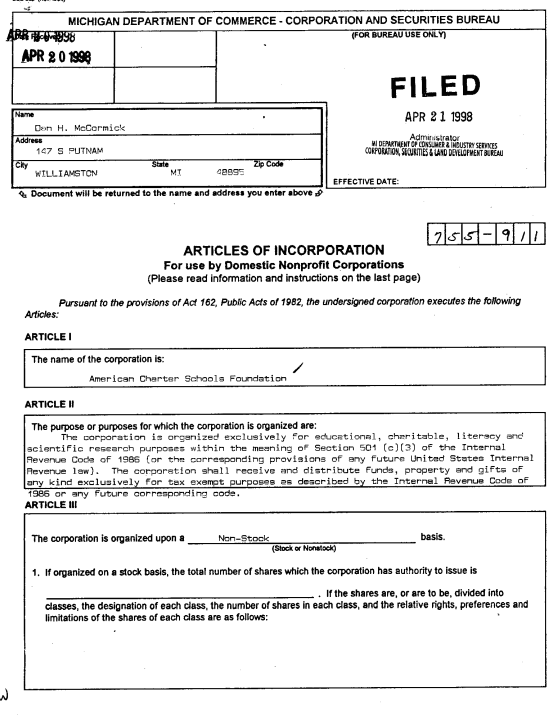 MICHIGAN DEPARTMENT OF COMMERCE - CORPORATION AND SECURITIES BUREAU
(FOR BUREAU USE ONLY)
APR 20 1998
FILED
APR 21 1998
Administrator
MI DEPARTMENT OF CONSUMER & INDUSTRY SERVICES
CORPORATION, SECURITIES & LAND DEVELOPMENT BUREAU
Name
Dan H. McCormick
Address
147 S PUTNAM
City State Zip Code
WILLIAMSTON MI 48895
EFFECTIVE DATE:
Document will be returned to the name and address you enter above
755-911
ARTICLES OF INCORPORATION
For use by Domestic Nonprofit Corporations
(Please read information and instructions on the last page)
Pursuant to the provisions of Act 162, Public Acts of 1982, the undersigned corporation executes the following
Articles:
ARTICLE I
The name of the corporation is:
American Charter Schools Foundation
ARTICLE II
The purpose or purposes for which the corporation is organized are:
The corporation is organized exclusively for educational, charitable, literacy and
scientific research purposes within the meaning of Section 501 (c)(3) of the Internal
Revenue Code of 1986 (or the corresponding provisions of any future United States Internal
Revenue law). The corporation shall receive and distribute funds, property and gifts of
any kind exclusively for tax exempt purposes as described by the Internal Revenue Code of
1986 or any future corresponding code.
ARTICLE III
The corporation is organized upon a Non-Stock basis.
(Stock or Nonstock)
1. If organized on a stock basis, the total number of shares which the corporation has authority to issue is
. If the shares are, or are to be, divided into
classes, the designation of each class, the number of shares in each class, and the relative rights, preferences and
limitations of the shares of each class are as follows: